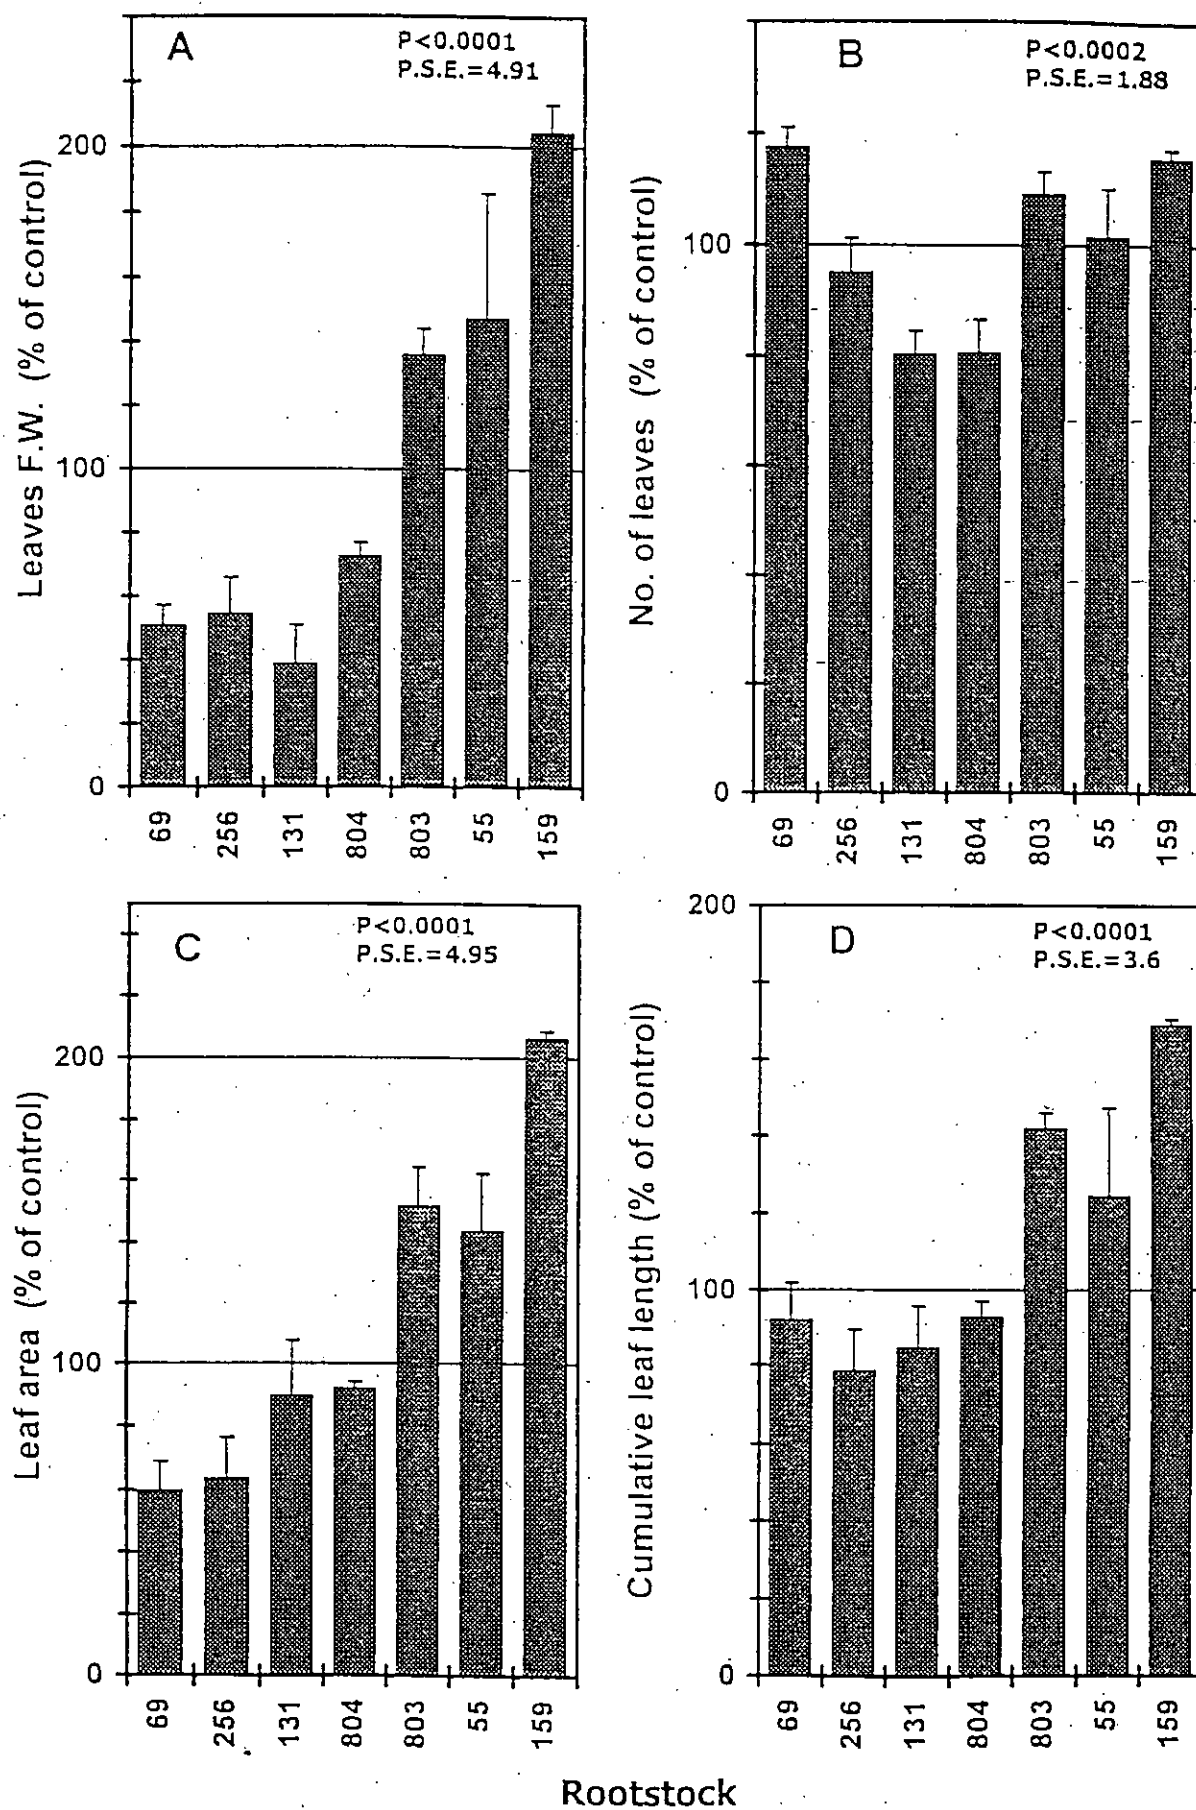 A
P<0.0001
P.S.E.=4.91
Leaves F.W. (% of control)
200
100
0
69
256
131
804
803
55
159
B
P<0.0002
P.S.E.=1.88
No. of leaves (% of control)
100
0
69
256
131
804
803
55
159
C
P<0.0001
P.S.E.=4.95
Leaf area (% of control)
200
100
0
69
256
131
804
803
55
159
D
P<0.0001
P.S.E.=3.6
Cumulative leaf length (% of control)
200
100
0
69
256
131
804
803
55
159
Rootstock